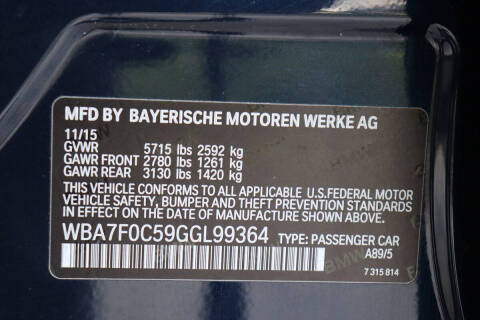 MFD BY BAYERISCHE MOTOREN WERKE AG
11/15
GVWR 5715 lbs 2592 kg
GAWR FRONT 2780 lbs 1261 kg
GAWR REAR 3130 lbs 1420 kg
THIS VEHICLE CONFORMS TO ALL APPLICABLE U.S.FEDERAL MOTOR
VEHICLE SAFETY, BUMPER AND THEFT PREVENTION STANDARDS
IN EFFECT ON THE DATE OF MANUFACTURE SHOWN ABOVE.
WBA7F0C59GGL99364 TYPE: PASSENGER CAR
A89/5
7 315 814